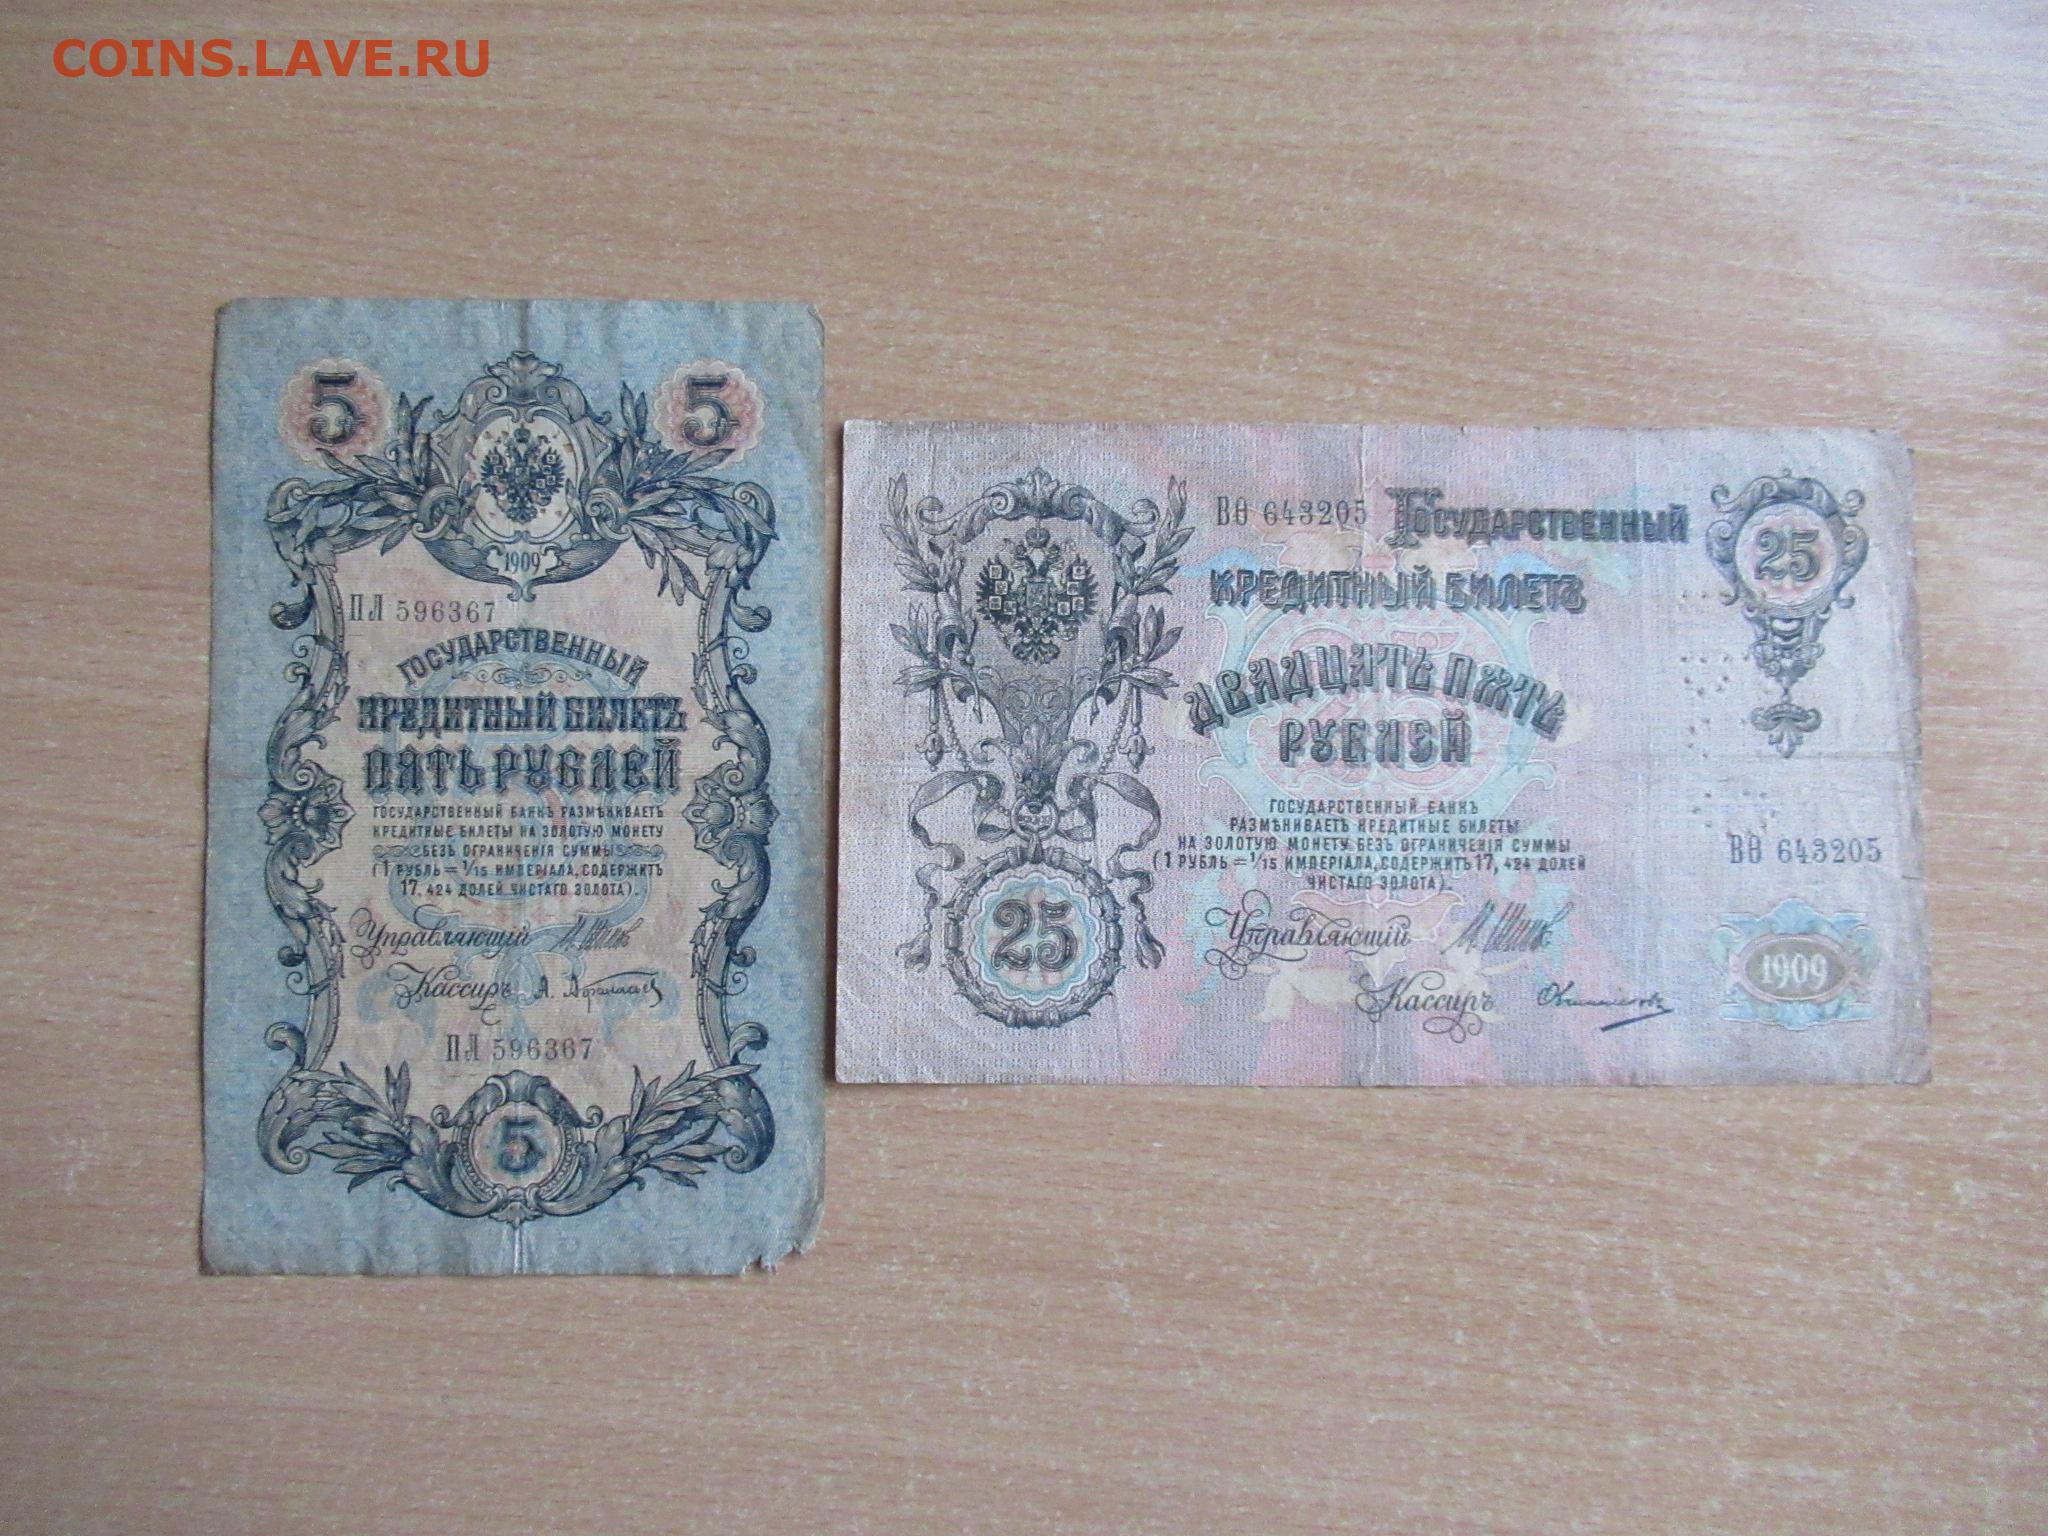 COINS.LAVE.RU
5 5
1909
ПЛ 596367
ГОСУДАРСТВЕННЫЙ
КРЕДИТНЫЙ БИЛЕТЪ
ПЯТЬ РУБЛЕЙ
ГОСУДАРСТВЕННЫЙ БАНКЪ РАЗМѢНИВАЕТЪ
КРЕДИТНЫЕ БИЛЕТЫ НА ЗОЛОТУЮ МОНЕТУ
БЕЗЪ ОГРАНИЧЕНІЯ СУММЫ
(1 РУБЛЬ = 1/15 ИМПЕРІАЛА, СОДЕРЖИТЪ
17,424 ДОЛЕЙ ЧИСТАГО ЗОЛОТА).
Управляющій
Кассиръ
ПЛ 596367
5
ВѲ 643205 ГОСУДАРСТВЕННЫЙ
25
КРЕДИТНЫЙ БИЛЕТЪ
ДВАДЦАТЬ ПЯТЬ
РУБЛЕЙ
ГОСУДАРСТВЕННЫЙ БАНКЪ
РАЗМѢНИВАЕТЪ КРЕДИТНЫЕ БИЛЕТЫ
НА ЗОЛОТУЮ МОНЕТУ БЕЗЪ ОГРАНИЧЕНІЯ СУММЫ
(1 РУБЛЬ = 1/15 ИМПЕРІАЛА, СОДЕРЖИТЪ 17,424 ДОЛЕЙ
ЧИСТАГО ЗОЛОТА).
ВѲ 643205
25
Управляющій
Кассиръ
1909